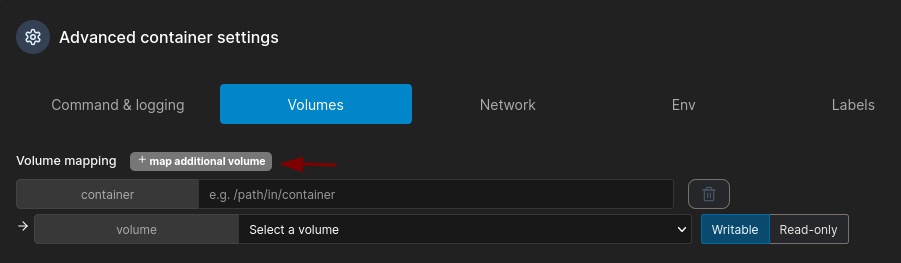 Advanced container settings
Command & logging Volumes Network Env Labels
Volume mapping + map additional volume
container e.g. /path/in/container
volume Select a volume Writable Read-only